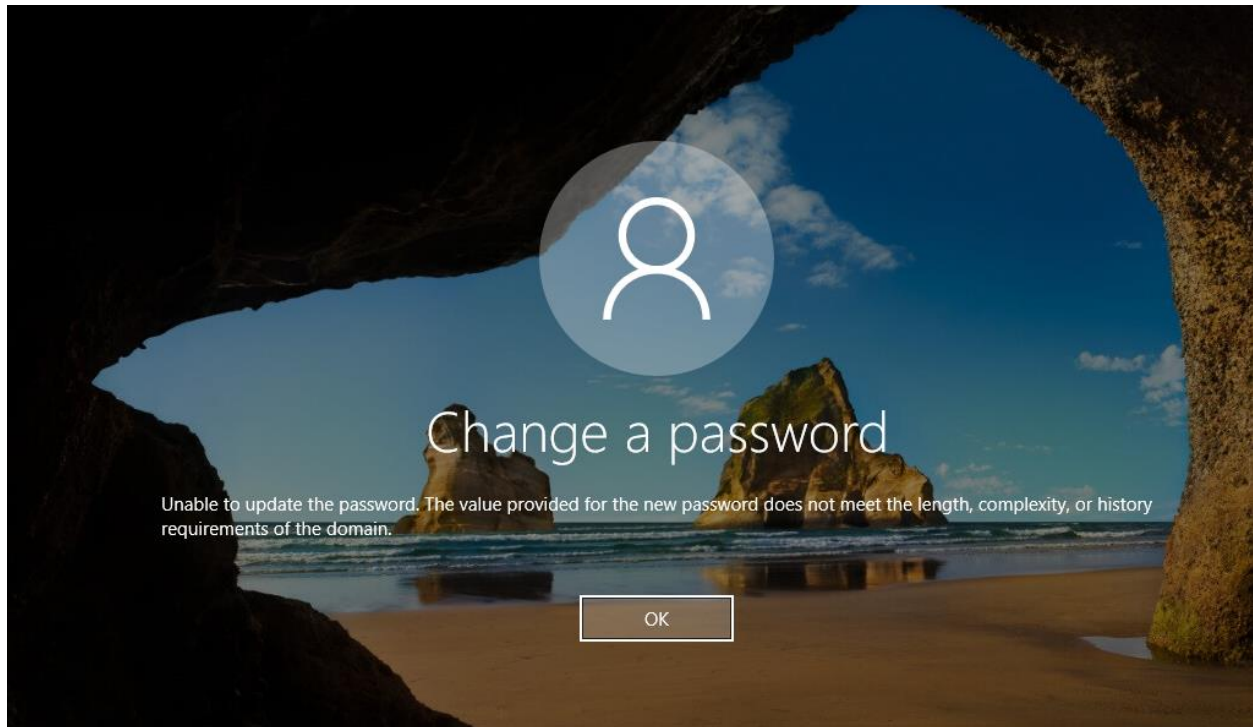 Change a password
Unable to update the password. The value provided for the new password does not meet the length, complexity, or history
requirements of the domain.
OK